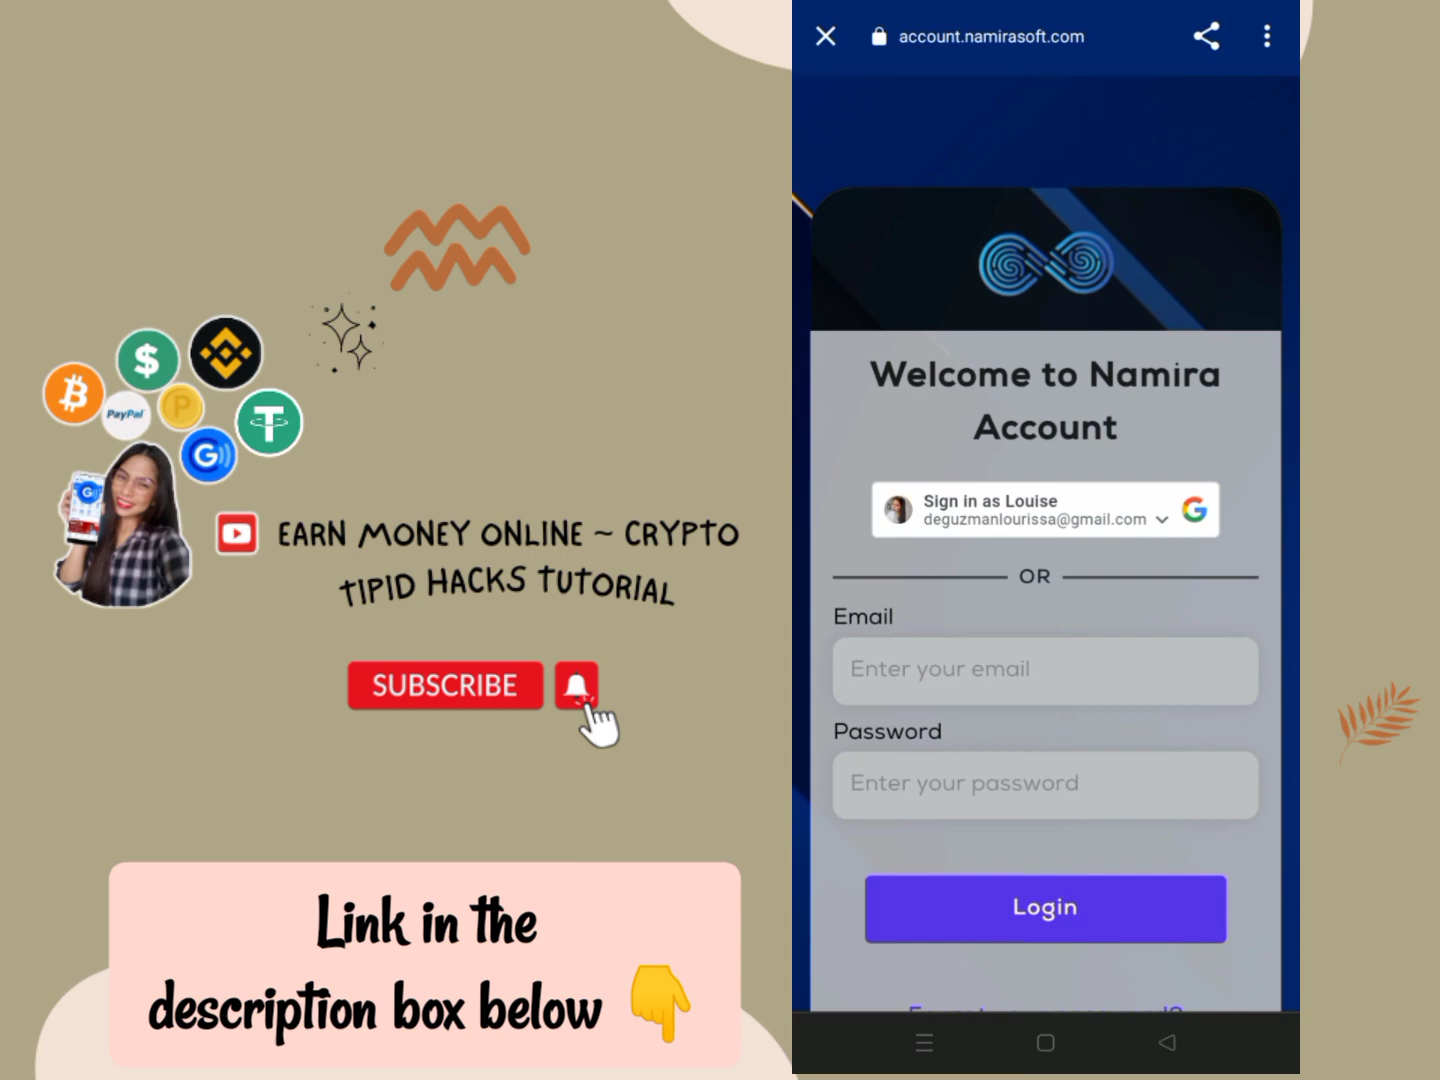 account.namirasoft.com
Welcome to Namira
Account
Sign in as Louise
deguzmanlourissa@gmail.com
OR
Email
Enter your email
Password
Enter your password
Login
PayPal
EARN MONEY ONLINE ~ CRYPTO
TIPID HACKS TUTORIAL
SUBSCRIBE
Link in the
description box below